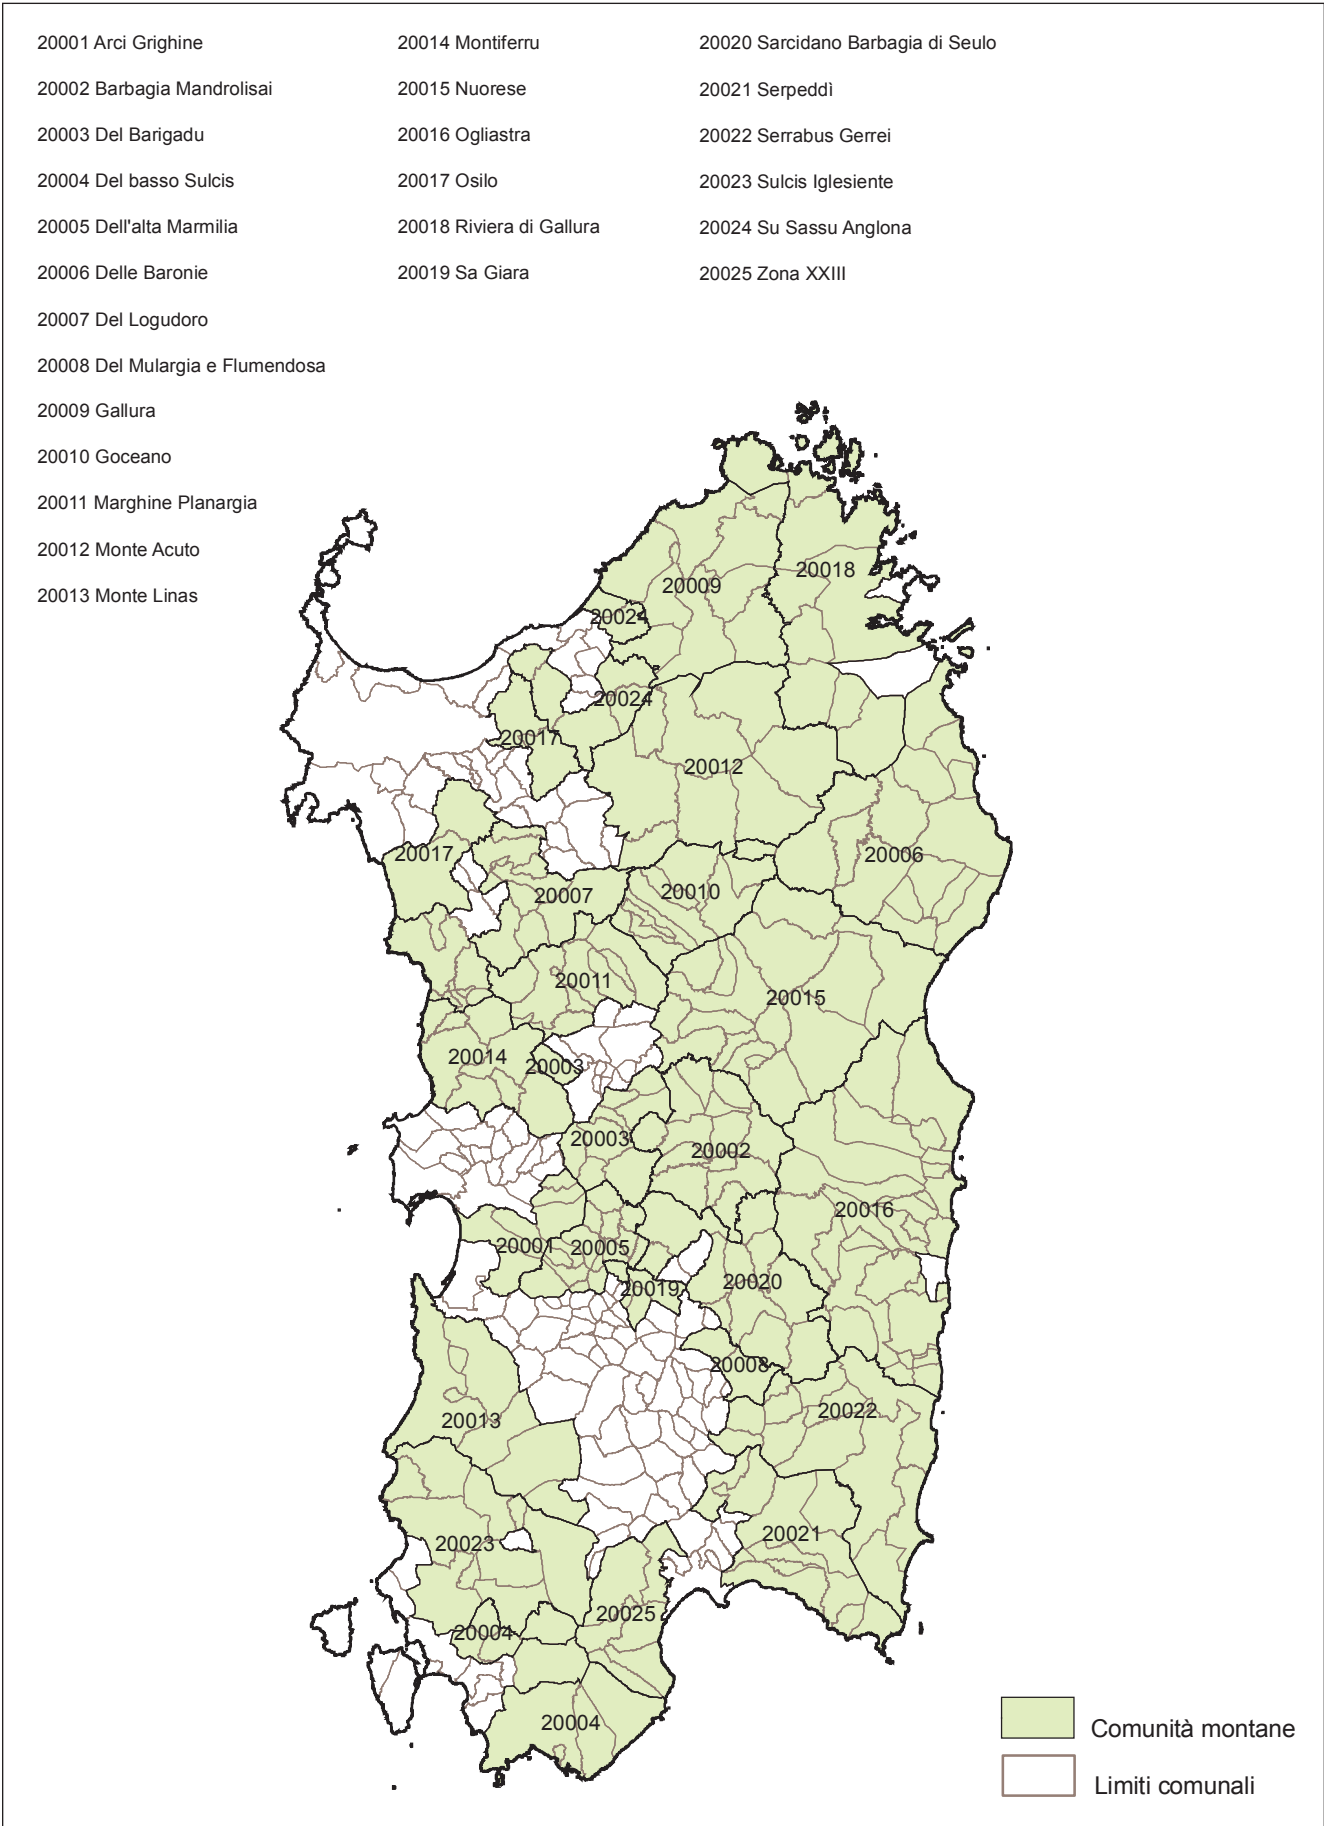 20001 Arci Grighine
20002 Barbagia Mandrolisai
20003 Del Barigadu
20004 Del basso Sulcis
20005 Dell'alta Marmilia
20006 Delle Baronie
20007 Del Logudoro
20008 Del Mulargia e Flumendosa
20009 Gallura
20010 Goceano
20011 Marghine Planargia
20012 Monte Acuto
20013 Monte Linas
20014 Montiferru
20015 Nuorese
20016 Ogliastra
20017 Osilo
20018 Riviera di Gallura
20019 Sa Giara
20020 Sarcidano Barbagia di Seulo
20021 Serpeddì
20022 Serrabus Gerrei
20023 Sulcis Iglesiente
20024 Su Sassu Anglona
20025 Zona XXIII
20018
20009
20024
20024
20017
20012
20017
20006
20007
20010
20011
20015
20014
20003
20003
20002
20016
20001
20005
20020
20019
20008
20022
20013
20021
20023
20025
20004
20004
Comunità montane
Limiti comunali